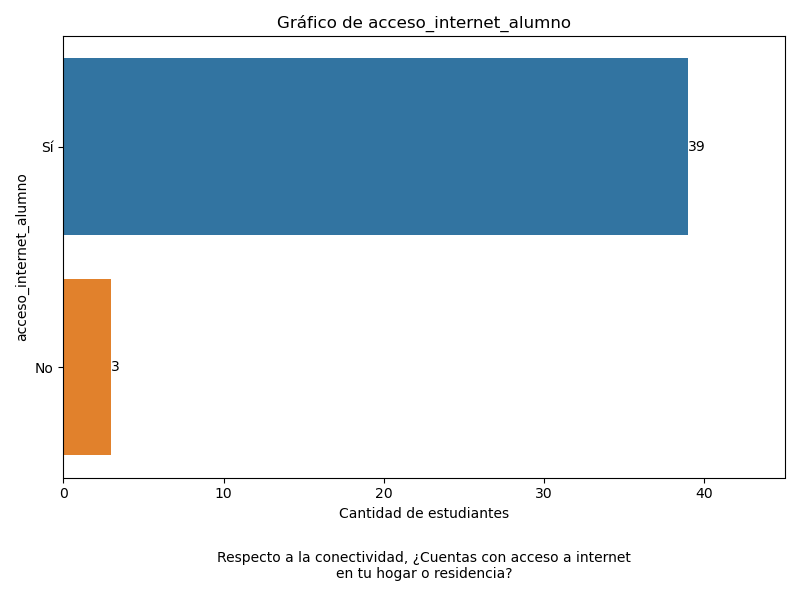 Gráfico de acceso_internet_alumno
acceso_internet_alumno
Sí
39
No
3
0 10 20 30 40
Cantidad de estudiantes
Respecto a la conectividad, ¿Cuentas con acceso a internet
en tu hogar o residencia?